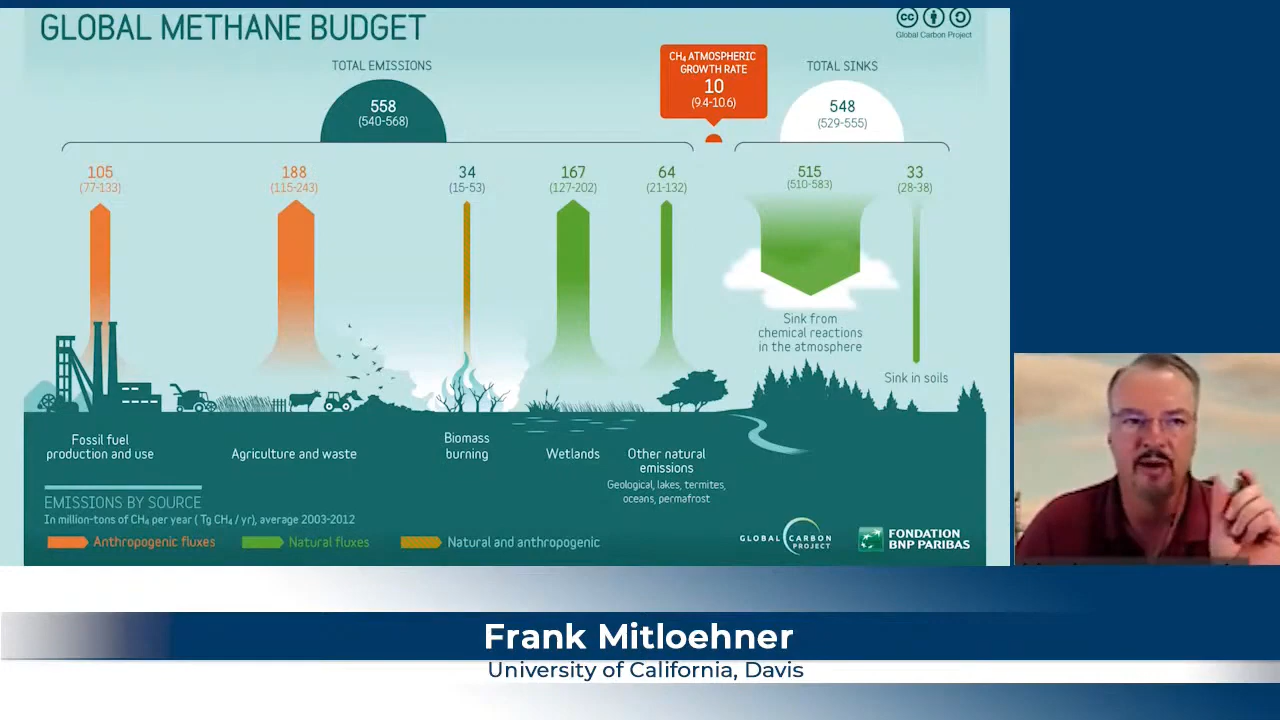 GLOBAL METHANE BUDGET
cc
Global Carbon Project
TOTAL EMISSIONS
558
(540-568)
CH₄ ATMOSPHERIC
GROWTH RATE
10
(9.4-10.6)
TOTAL SINKS
548
(529-555)
105
(77-133)
188
(115-243)
34
(15-53)
167
(127-202)
64
(21-132)
515
(510-583)
33
(28-38)
Sink from
chemical reactions
in the atmosphere
Sink in soils
Fossil fuel
production and use
Agriculture and waste
Biomass
burning
Wetlands
Other natural
emissions
Geological, lakes, termites,
oceans, permafrost
EMISSIONS BY SOURCE
In million-tons of CH₄ per year ( Tg CH₄ / yr), average 2003-2012
Anthropogenic fluxes
Natural fluxes
Natural and anthropogenic
GLOBAL CARBON
PROJECT
FONDATION
BNP PARIBAS
Frank Mitloehner
University of California, Davis